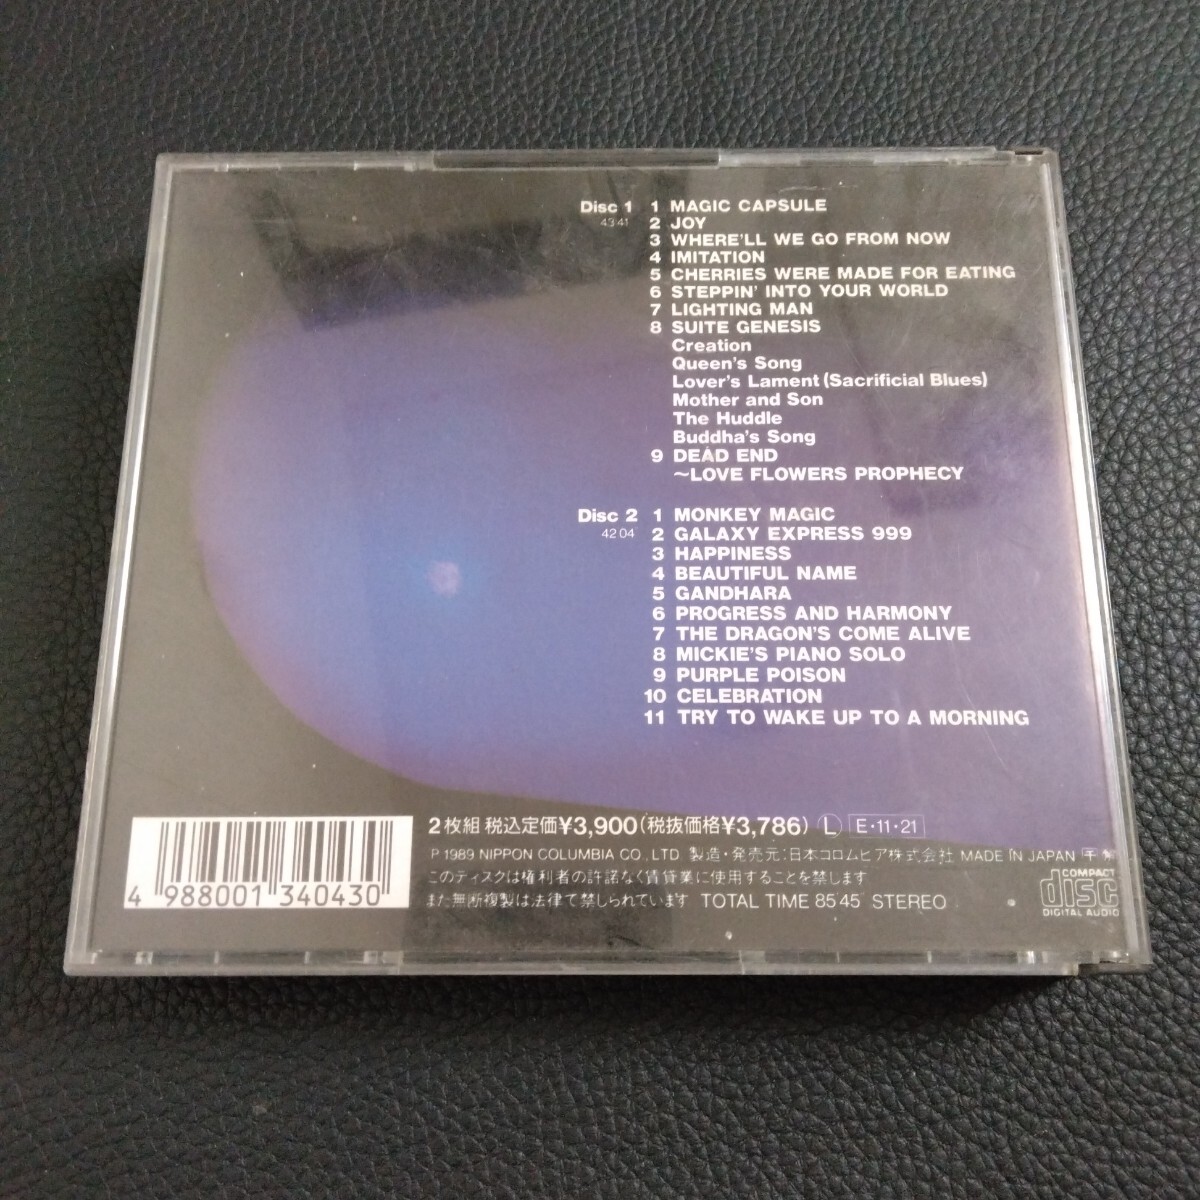 Disc 1 1 MAGIC CAPSULE
43 41 2 JOY
3 WHERE'LL WE GO FROM NOW
4 IMITATION
5 CHERRIES WERE MADE FOR EATING
6 STEPPIN' INTO YOUR WORLD
7 LIGHTING MAN
8 SUITE GENESIS
Creation
Queen's Song
Lover's Lament (Sacrificial Blues)
Mother and Son
The Huddle
Buddha's Song
9 DEAD END
~LOVE FLOWERS PROPHECY
Disc 2 1 MONKEY MAGIC
42 04 2 GALAXY EXPRESS 999
3 HAPPINESS
4 BEAUTIFUL NAME
5 GANDHARA
6 PROGRESS AND HARMONY
7 THE DRAGON'S COME ALIVE
8 MICKIE'S PIANO SOLO
9 PURPLE POISON
10 CELEBRATION
11 TRY TO WAKE UP TO A MORNING
2枚組 税込定価¥3,900(税抜価格¥3,786) Ⓛ E·11·21
P 1989 NIPPON COLUMBIA CO., LTD. 製造・発売元:日本コロムビア株式会社 MADE IN JAPAN
このディスクは権利者の許諾なく賃貸業に使用することを禁します
また無断複製は法律で禁じられています TOTAL TIME 85 45 STEREO
4 988001 340430
COMPACT
disc
DIGITAL AUDIO